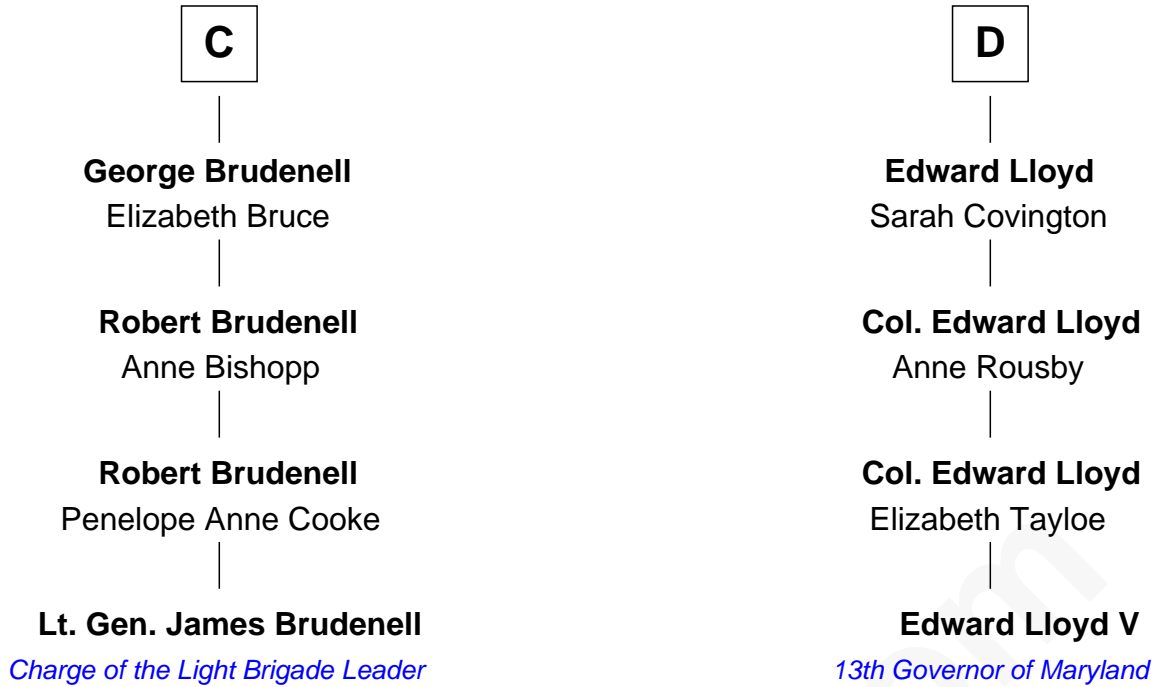 C
George Brudenell
Elizabeth Bruce
Robert Brudenell
Anne Bishopp
Robert Brudenell
Penelope Anne Cooke
Lt. Gen. James Brudenell
Charge of the Light Brigade Leader
D
Edward Lloyd
Sarah Covington
Col. Edward Lloyd
Anne Rousby
Col. Edward Lloyd
Elizabeth Tayloe
Edward Lloyd V
13th Governor of Maryland